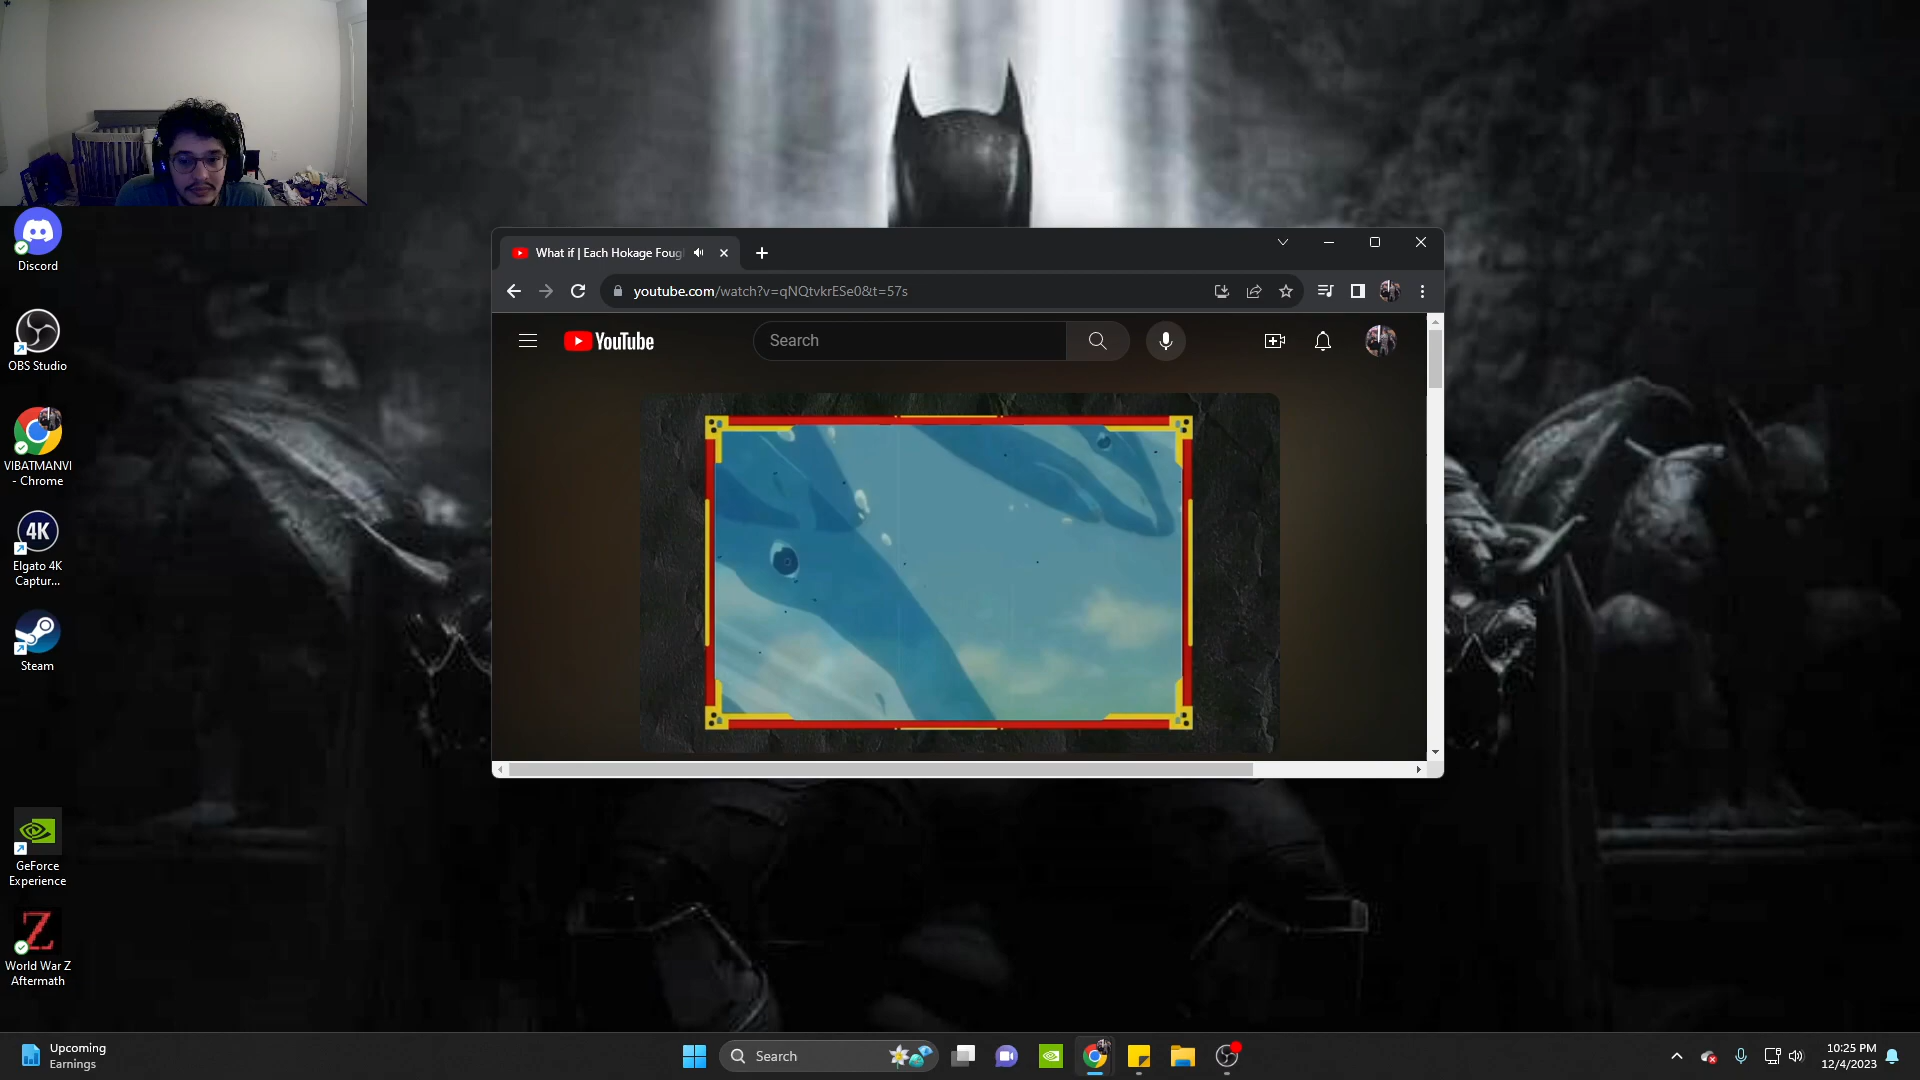 Discord
OBS Studio
VIBATMANVI
- Chrome
4K
Elgato 4K
Captur...
Steam
GeForce
Experience
Z
World War Z
Aftermath
What if | Each Hokage Foug
youtube.com/watch?v=qNQtvkrESe0&t=57s
YouTube
Search
Upcoming
Earnings
Search
10:25 PM
12/4/2023